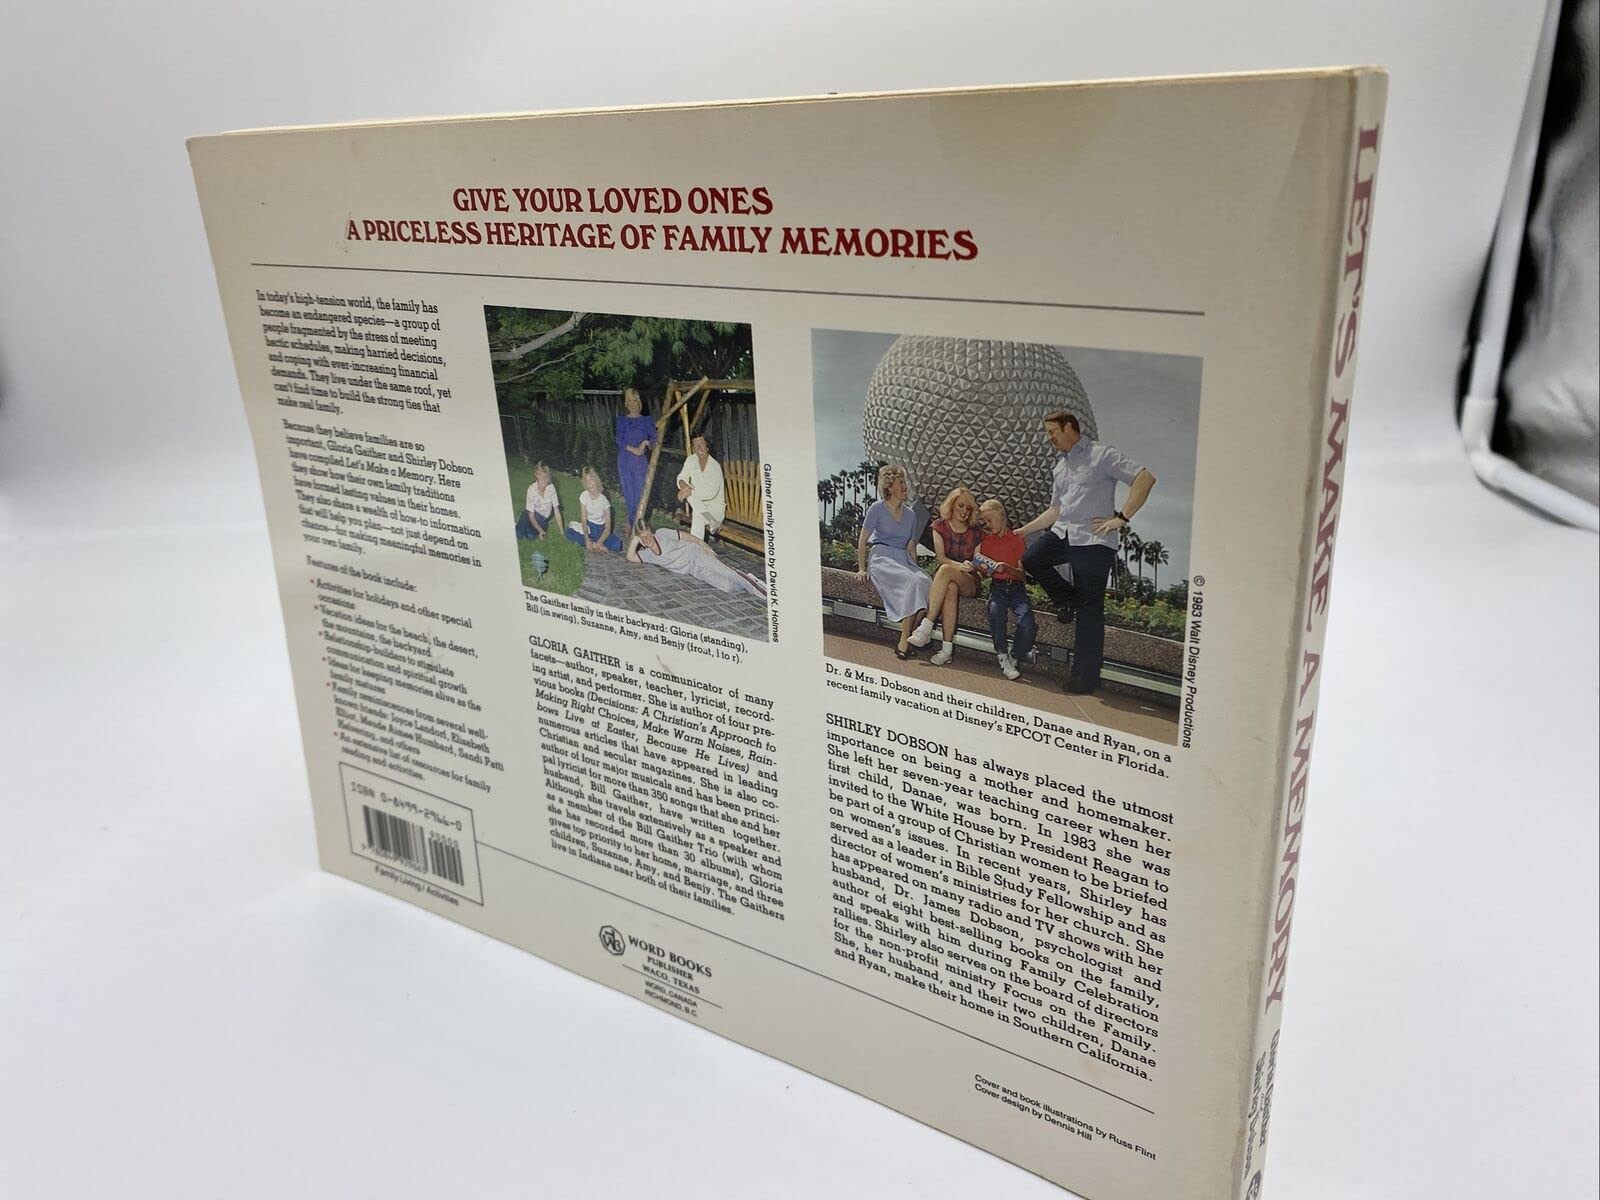 GIVE YOUR LOVED ONES
A PRICELESS HERITAGE OF FAMILY MEMORIES
In today's high-tension world, the family has
become an endangered species—a group of
people fragmented by the stress of meeting
hectic schedules, making harried decisions,
and coping with ever-increasing financial
demands. They live under the same roof, yet
can't find time to build the strong ties that
make real family.
Because they believe families are so
important, Gloria Gaither and Shirley Dobson
have compiled Let's Make a Memory. Here
they show how their own family traditions
have formed lasting values in their homes.
They also share a wealth of how-to information
that will help you plan—not just depend on
chance—for making meaningful memories in
your own family.
Features of the book include:
* Activities for holidays and other special
occasions
* Vacation ideas for the beach, the desert,
the mountains, the backyard
* Relationship-builders to stimulate
communication and spiritual growth
* Ideas for keeping memories alive as the
family matures
* Family reminiscences from several well-
known friends: Joyce Landorf, Elisabeth
Elliot, Maude Aimee Humbard, Sandi Patti
Helvering, and others
* An extensive list of resources for family
reading and activities.
ISBN 0-8499-2966-0
90000
Family Living / Activities
Gaither family photo by David K. Holmes
The Gaither family in their backyard: Gloria (standing),
Bill (in swing), Suzanne, Amy, and Benjy (front, l to r).
GLORIA GAITHER is a communicator of many
facets—author, speaker, teacher, lyricist, record-
ing artist, and performer. She is author of four pre-
vious books (Decisions: A Christian's Approach to
Making Right Choices, Make Warm Noises, Rain-
bows Live at Easter, Because He Lives) and
numerous articles that have appeared in leading
Christian and secular magazines. She is also co-
author of four major musicals and has been princi-
pal lyricist for more than 350 songs that she and her
husband, Bill Gaither, have written together.
Although she travels extensively as a speaker and
as a member of the Bill Gaither Trio (with whom
she has recorded more than 30 albums), Gloria
gives top priority to her home, marriage, and three
children, Suzanne, Amy, and Benjy. The Gaithers
live in Indiana near both of their families.
© 1983 Walt Disney Productions
Dr. & Mrs. Dobson and their children, Danae and Ryan, on a
recent family vacation at Disney's EPCOT Center in Florida.
SHIRLEY DOBSON has always placed the utmost
importance on being a mother and homemaker.
She left her seven-year teaching career when her
first child, Danae, was born. In 1983 she was
invited to the White House by President Reagan to
be part of a group of Christian women to be briefed
on women's issues. In recent years, Shirley has
served as a leader in Bible Study Fellowship and as
director of women's ministries for her church. She
has appeared on many radio and TV shows with her
husband, Dr. James Dobson, psychologist and
author of eight best-selling books on the family,
and speaks with him during Family Celebration
rallies. Shirley also serves on the board of directors
for the non-profit ministry Focus on the Family.
She, her husband, and their two children, Danae
and Ryan, make their home in Southern California.
WORD BOOKS
PUBLISHER
WACO, TEXAS
WORD, CANADA
RICHMOND, B.C.
Cover and book illustrations by Russ Flint
Cover design by Dennis Hill
LET'S MAKE A MEMORY
Gloria Gaither
Shirley Dobson